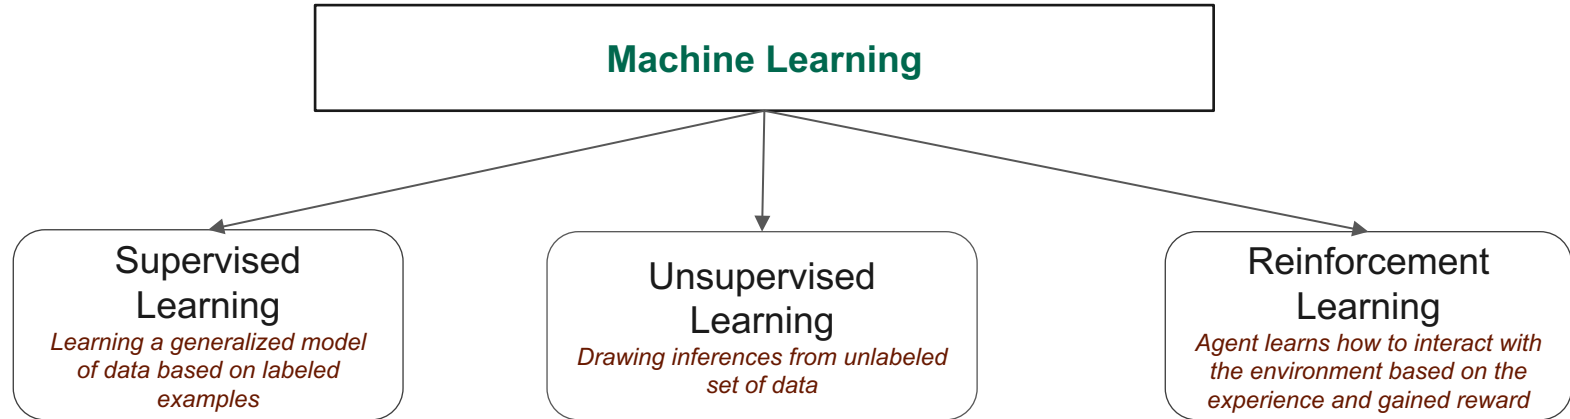 Machine Learning
Supervised
Learning
Learning a generalized model
of data based on labeled
examples
Unsupervised
Learning
Drawing inferences from unlabeled
set of data
Reinforcement
Learning
Agent learns how to interact with
the environment based on the
experience and gained reward